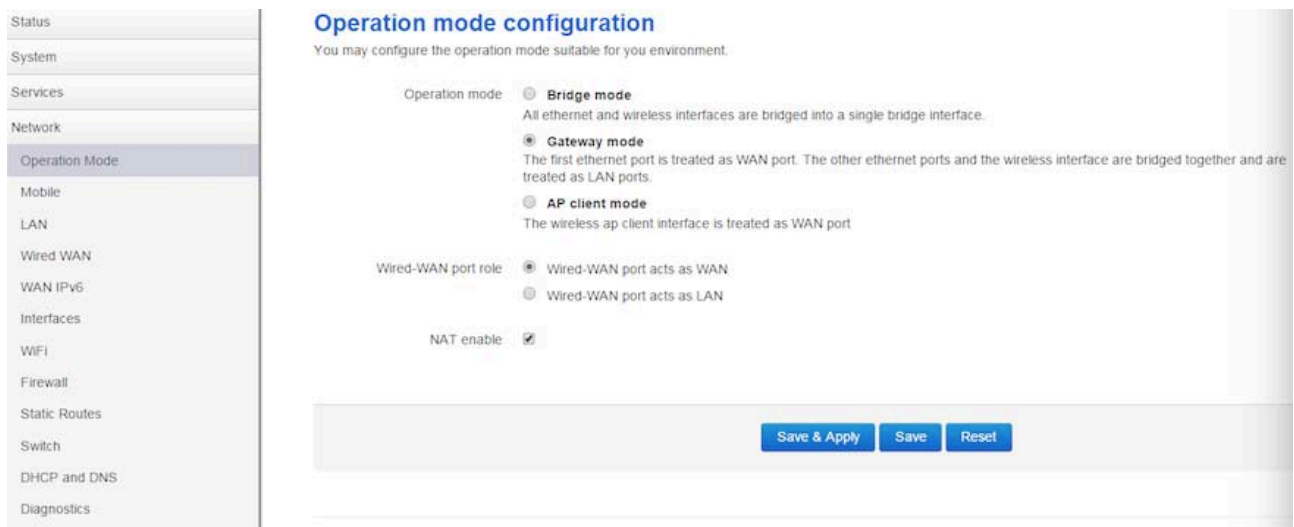 Status
System
Services
Network
Operation Mode
Mobile
LAN
Wired WAN
WAN IPv6
Interfaces
WiFi
Firewall
Static Routes
Switch
DHCP and DNS
Diagnostics
Operation mode configuration
You may configure the operation mode suitable for you environment.
Operation mode
Bridge mode
All ethernet and wireless interfaces are bridged into a single bridge interface.
Gateway mode
The first ethernet port is treated as WAN port. The other ethernet ports and the wireless interface are bridged together and are
treated as LAN ports.
AP client mode
The wireless ap client interface is treated as WAN port
Wired-WAN port role
Wired-WAN port acts as WAN
Wired-WAN port acts as LAN
NAT enable
Save & Apply
Save
Reset